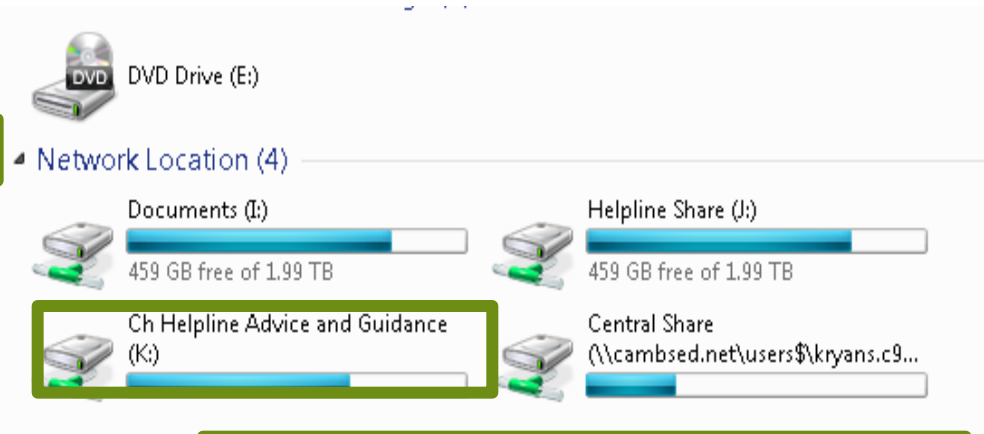 DVD
DVD Drive (E:)
Network Location (4)
Documents (I:)
459 GB free of 1.99 TB
Helpline Share (J:)
459 GB free of 1.99 TB
Ch Helpline Advice and Guidance
(K:)
Central Share
(\\cambsed.net\users$\kryans.c9...